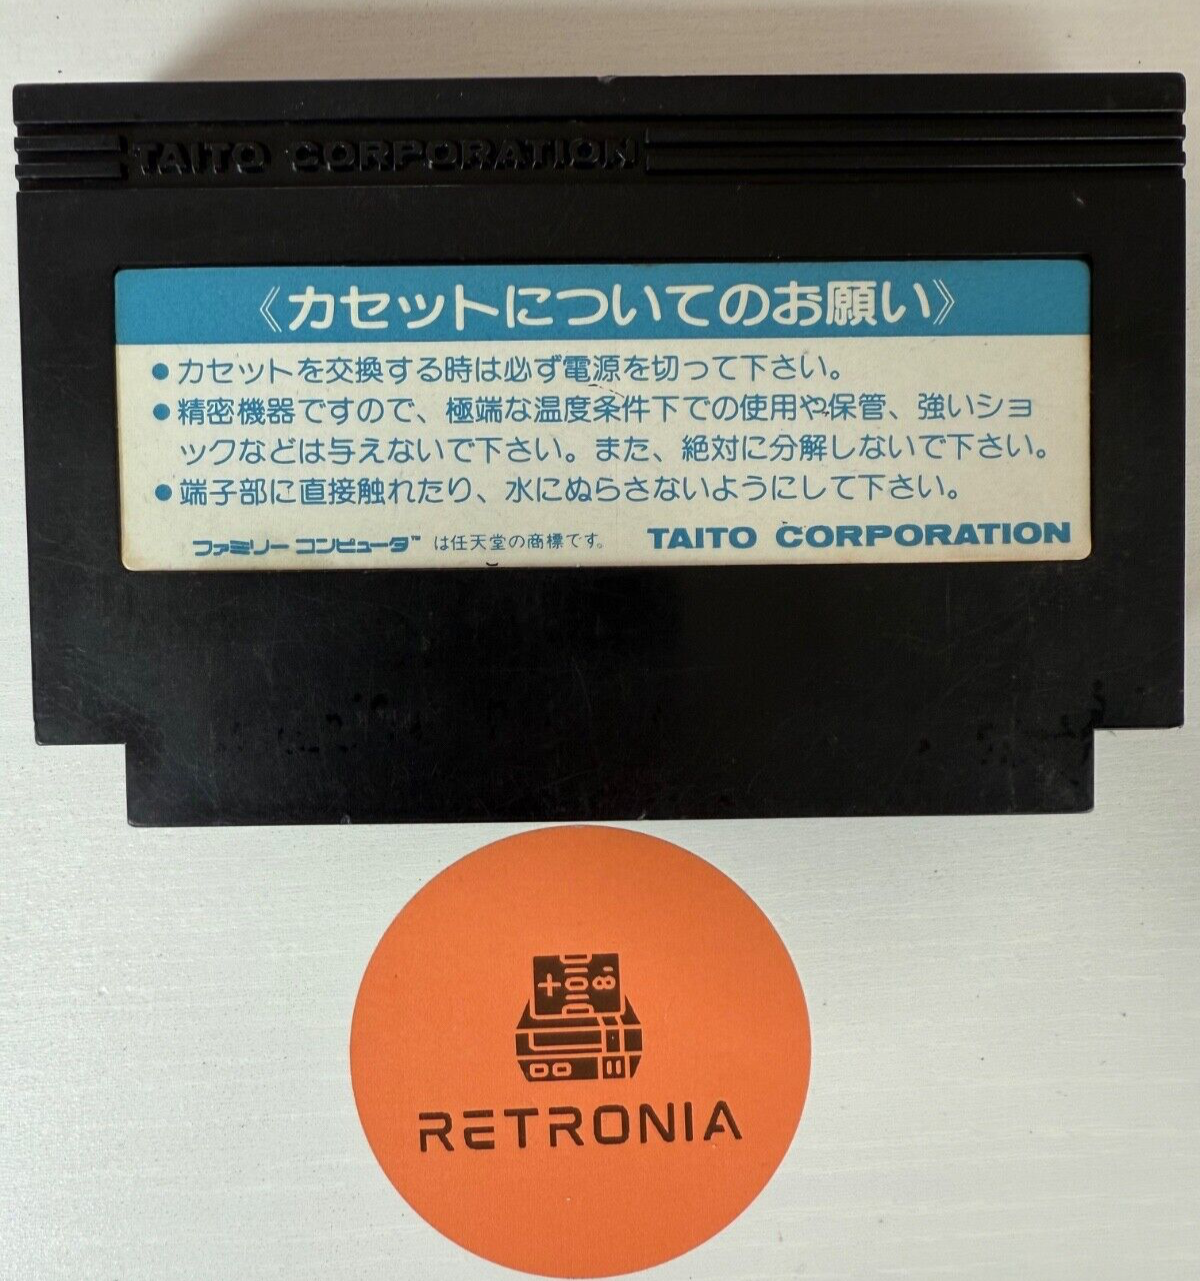 TAITO CORPORATION
《カセットについてのお願い》
●カセットを交換する時は必ず電源を切って下さい。
●精密機器ですので、極端な温度条件下での使用や保管、強いショ
ックなどは与えないで下さい。また、絶対に分解しないで下さい。
●端子部に直接触れたり、水にぬらさないようにして下さい。
ファミリーコンピュータ™ は任天堂の商標です。 TAITO CORPORATION
RETRONIA